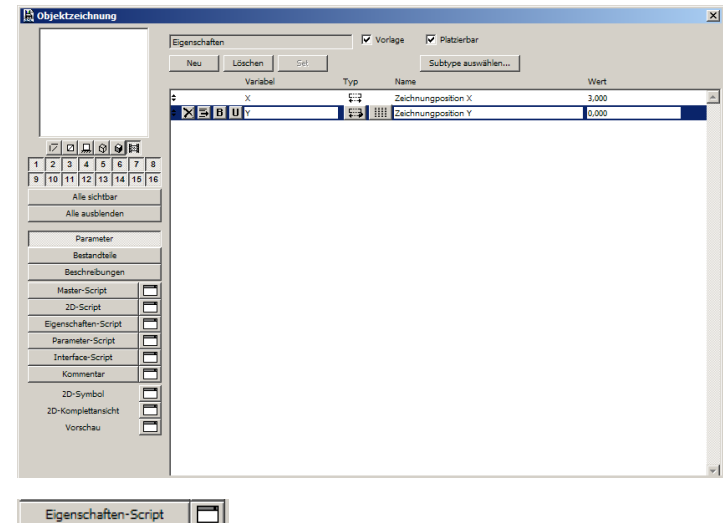 Objektzeichnung
Eigenschaften Vorlage Platzierbar
Neu Löschen Set Subtype auswählen...
Variabel Typ Name Wert
X Zeichnungposition X 3,000
B U Y Zeichnungposition Y 0,000
1 2 3 4 5 6 7 8
9 10 11 12 13 14 15 16
Alle sichtbar
Alle ausblenden
Parameter
Bestandteile
Beschreibungen
Master-Script
2D-Script
Eigenschaften-Script
Parameter-Script
Interface-Script
Kommentar
2D-Symbol
2D-Komplettansicht
Vorschau
Eigenschaften-Script